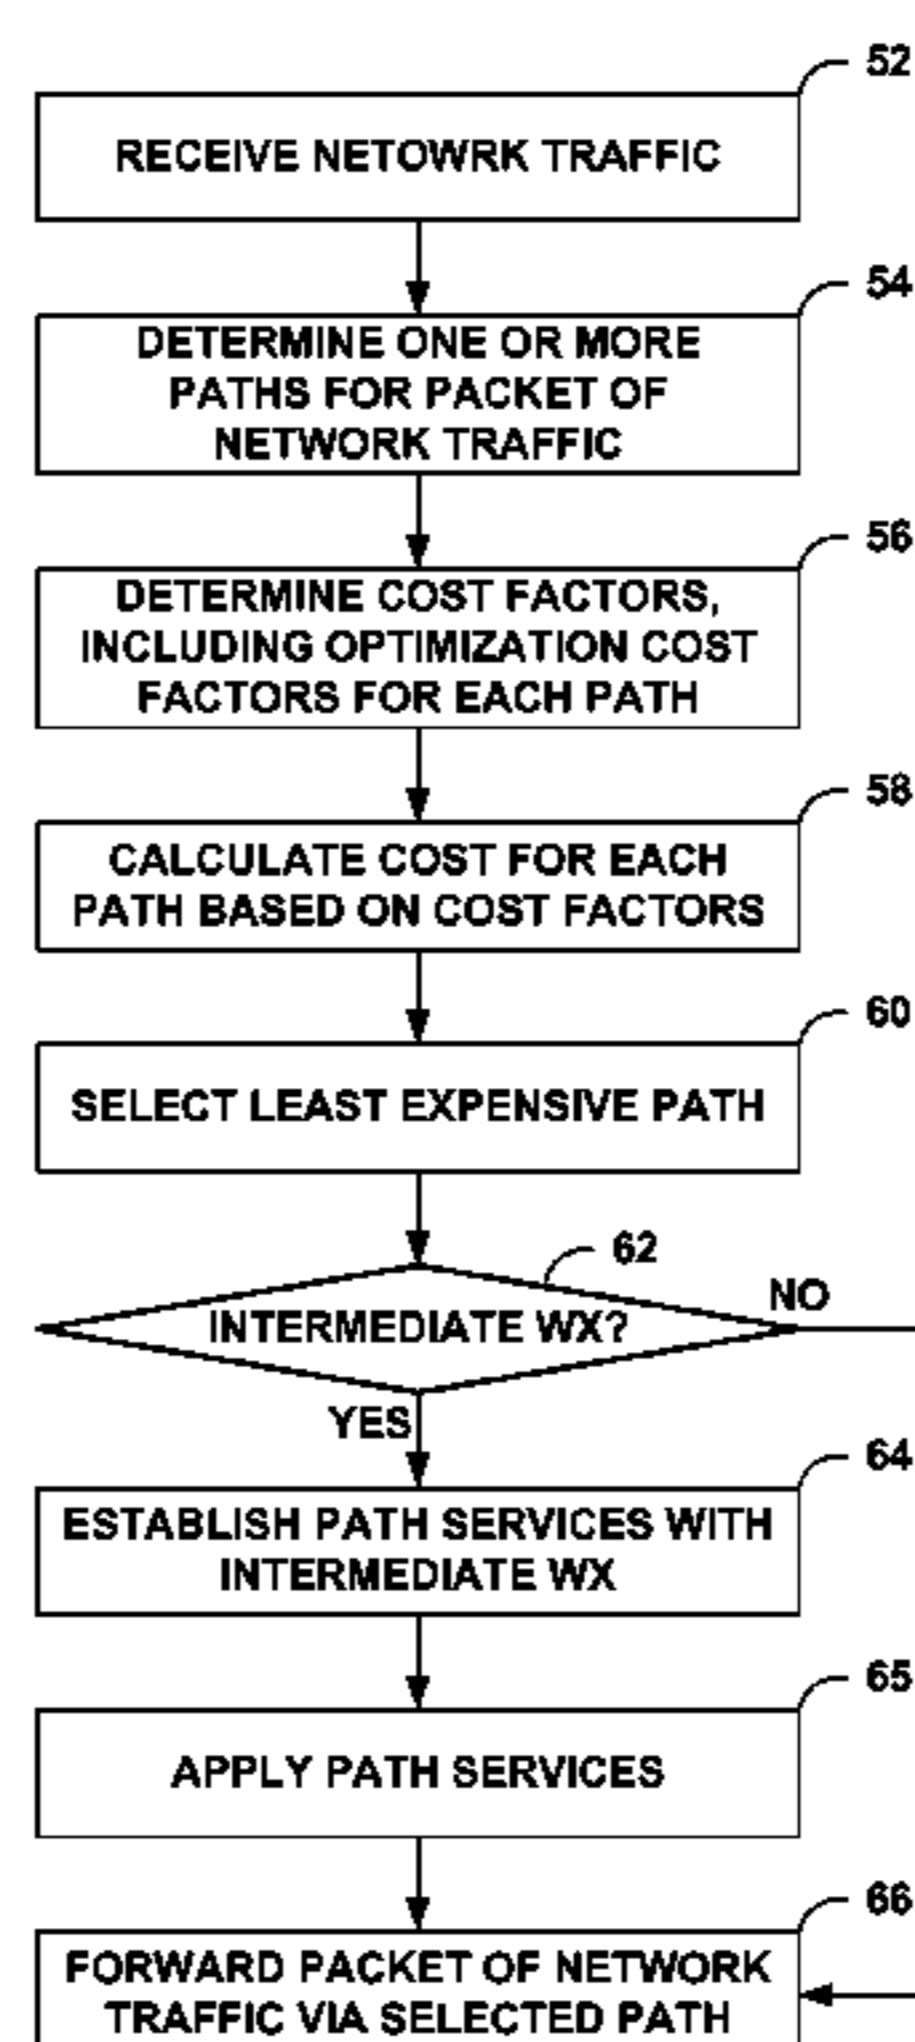 52
RECEIVE NETOWRK TRAFFIC
54
DETERMINE ONE OR MORE
PATHS FOR PACKET OF
NETWORK TRAFFIC
56
DETERMINE COST FACTORS,
INCLUDING OPTIMIZATION COST
FACTORS FOR EACH PATH
58
CALCULATE COST FOR EACH
PATH BASED ON COST FACTORS
60
SELECT LEAST EXPENSIVE PATH
62
NO
INTERMEDIATE WX?
YES
64
ESTABLISH PATH SERVICES WITH
INTERMEDIATE WX
65
APPLY PATH SERVICES
66
FORWARD PACKET OF NETWORK
TRAFFIC VIA SELECTED PATH